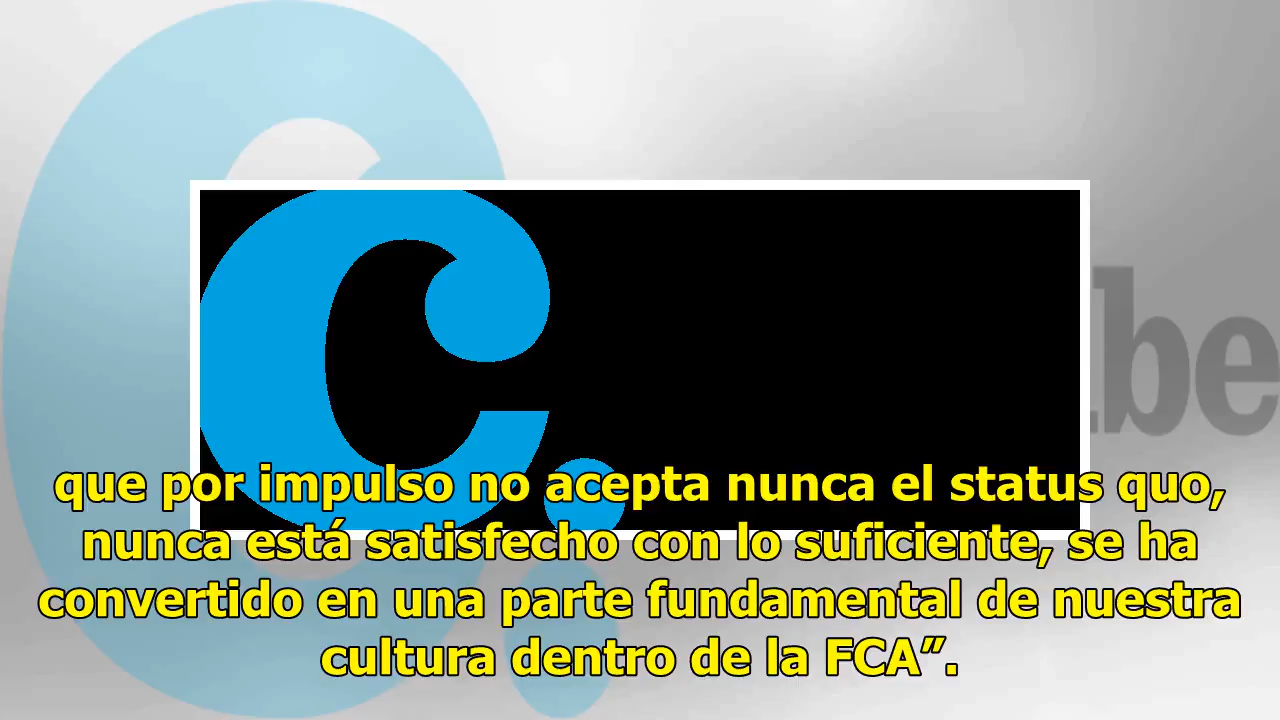 c.
be
que por impulso no acepta nunca el status quo,
nunca está satisfecho con lo suficiente, se ha
convertido en una parte fundamental de nuestra
cultura dentro de la FCA”.